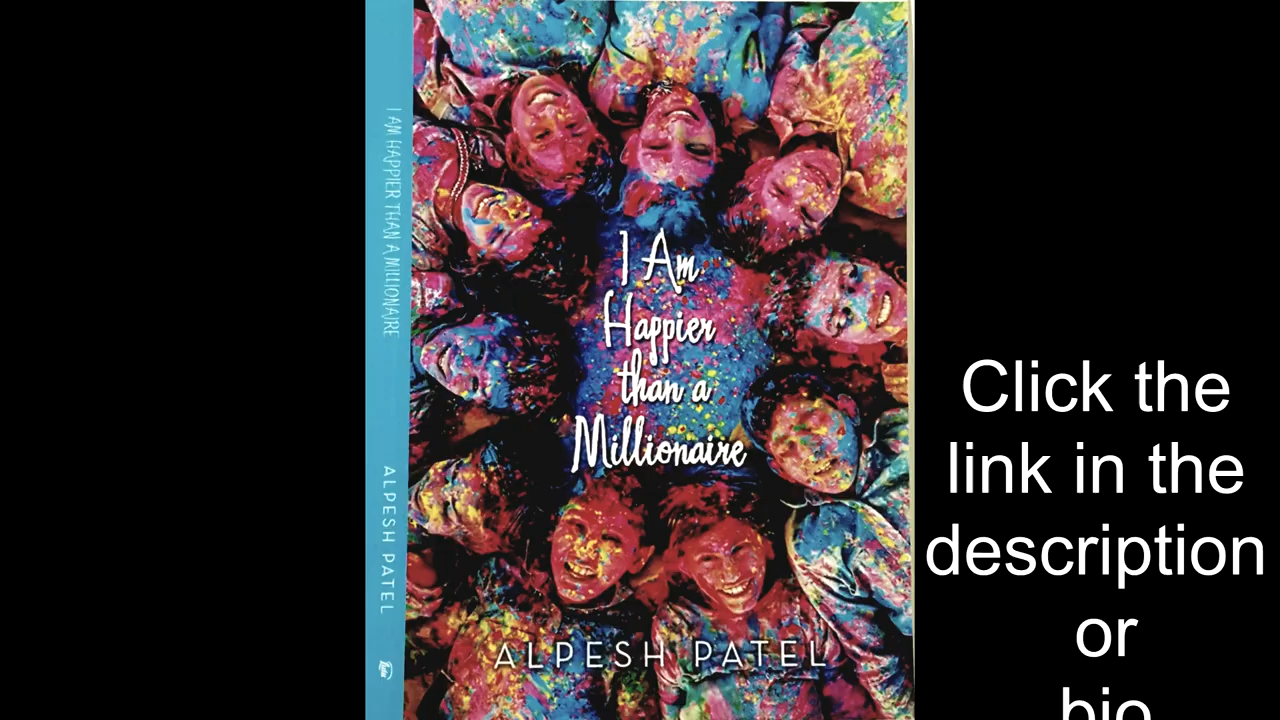 I AM HAPPIER THAN A MILLIONAIRE
ALPESH PATEL
I Am
Happier
than a
Millionaire
ALPESH PATEL
Click the
link in the
description
or
bio